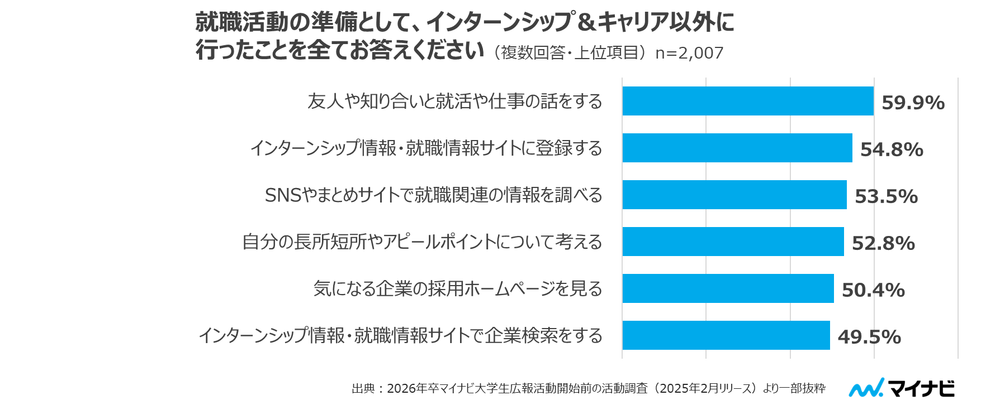 就職活動の準備として、インターンシップ&キャリア以外に
行ったことを全てお答えください（複数回答・上位項目）n=2,007
友人や知り合いと就活や仕事の話をする 59.9%
インターンシップ情報・就職情報サイトに登録する 54.8%
SNSやまとめサイトで就職関連の情報を調べる 53.5%
自分の長所短所やアピールポイントについて考える 52.8%
気になる企業の採用ホームページを見る 50.4%
インターンシップ情報・就職情報サイトで企業検索をする 49.5%
出典：2026年卒マイナビ大学生広報活動開始前の活動調査（2025年2月リリース）より一部抜粋
マイナビ